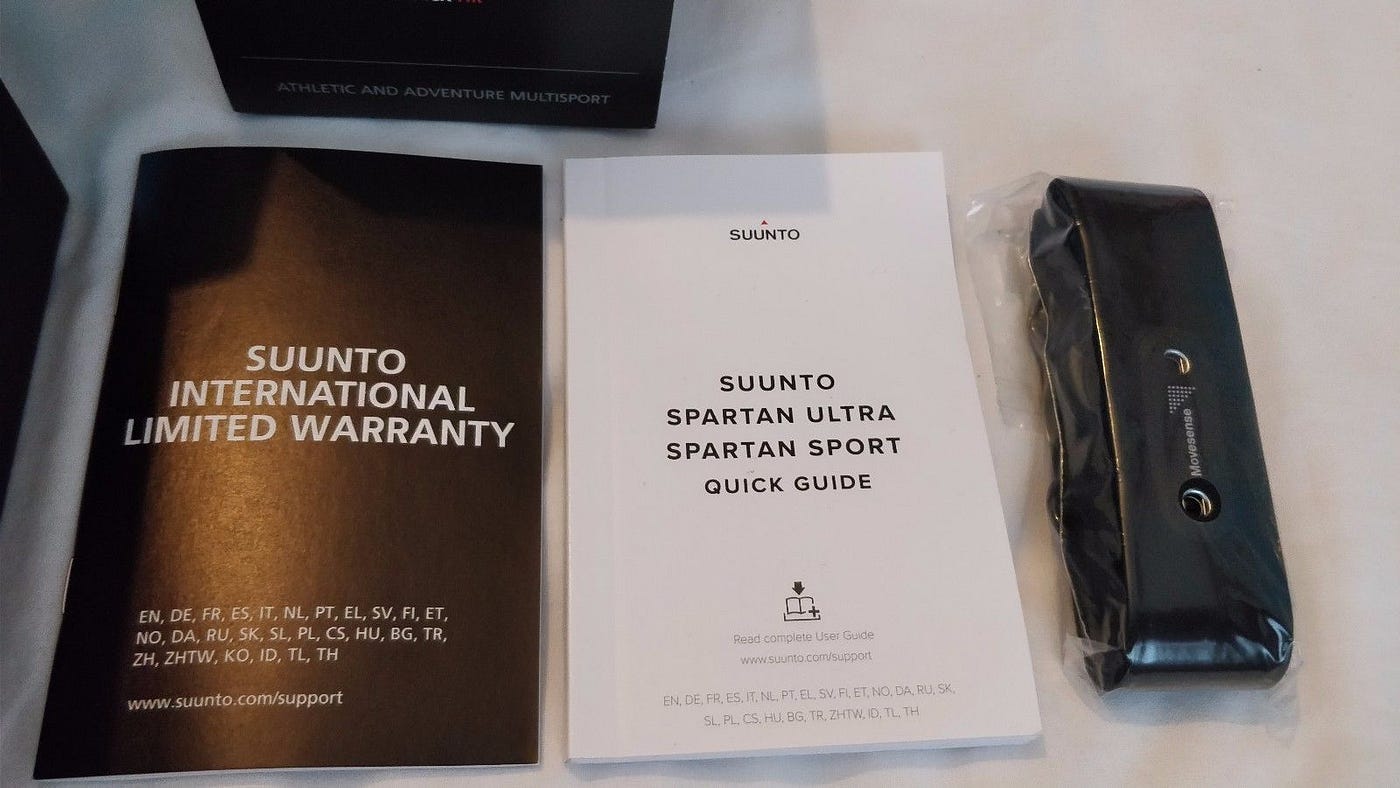 ATHLETIC AND ADVENTURE MULTISPORT
SUUNTO
INTERNATIONAL
LIMITED WARRANTY
EN, DE, FR, ES, IT, NL, PT, EL, SV, FI, ET,
NO, DA, RU, SK, SL, PL, CS, HU, BG, TR,
ZH, ZHTW, KO, ID, TL, TH
www.suunto.com/support
SUUNTO
SUUNTO
SPARTAN ULTRA
SPARTAN SPORT
QUICK GUIDE
Read complete User Guide
www.suunto.com/support
EN, DE, FR, ES, IT, NL, PT, EL, SV, FI, ET, NO, DA, RU, SK,
SL, PL, CS, HU, BG, TR, ZHTW, ID, TL, TH
Movesense